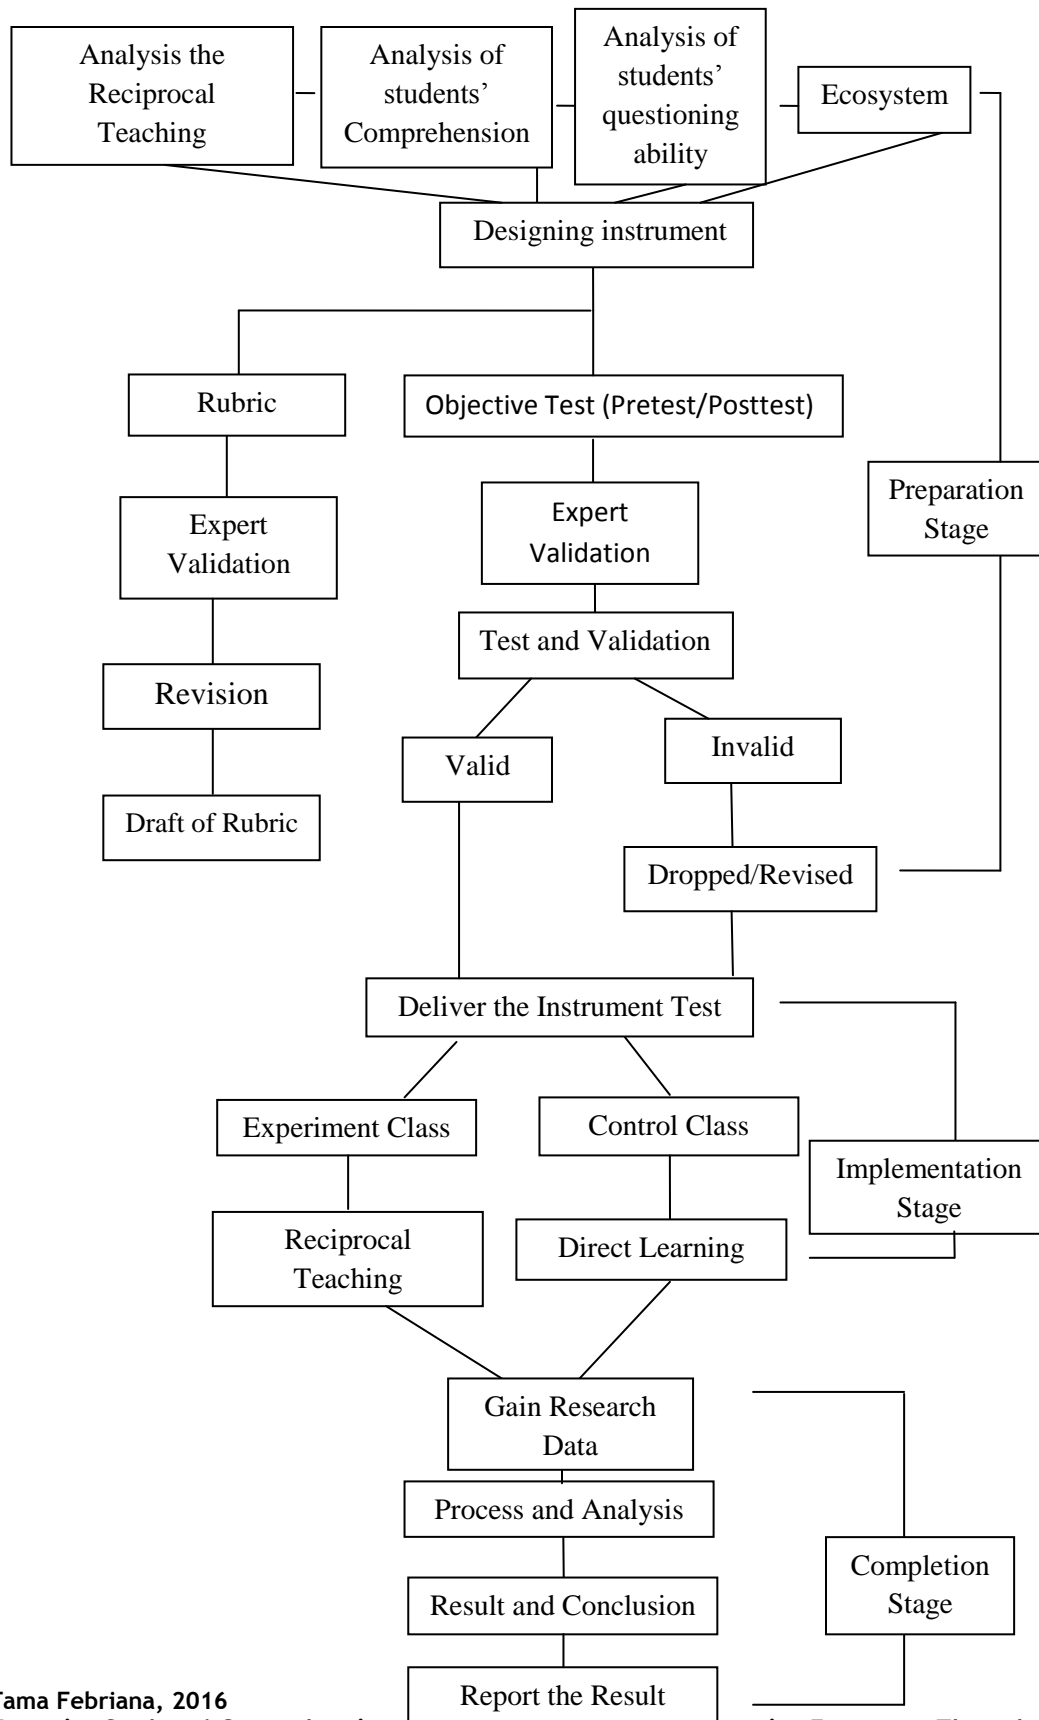 Analysis the
Reciprocal
Teaching
Analysis of
students’
Comprehension
Analysis of
students’
questioning
ability
Ecosystem
Designing instrument
Rubric
Objective Test (Pretest/Posttest)
Preparation
Stage
Expert
Validation
Expert
Validation
Test and Validation
Revision
Valid
Invalid
Draft of Rubric
Dropped/Revised
Deliver the Instrument Test
Experiment Class
Control Class
Implementation
Stage
Reciprocal
Teaching
Direct Learning
Gain Research
Data
Process and Analysis
Completion
Stage
Result and Conclusion
Report the Result
Tama Febriana, 2016